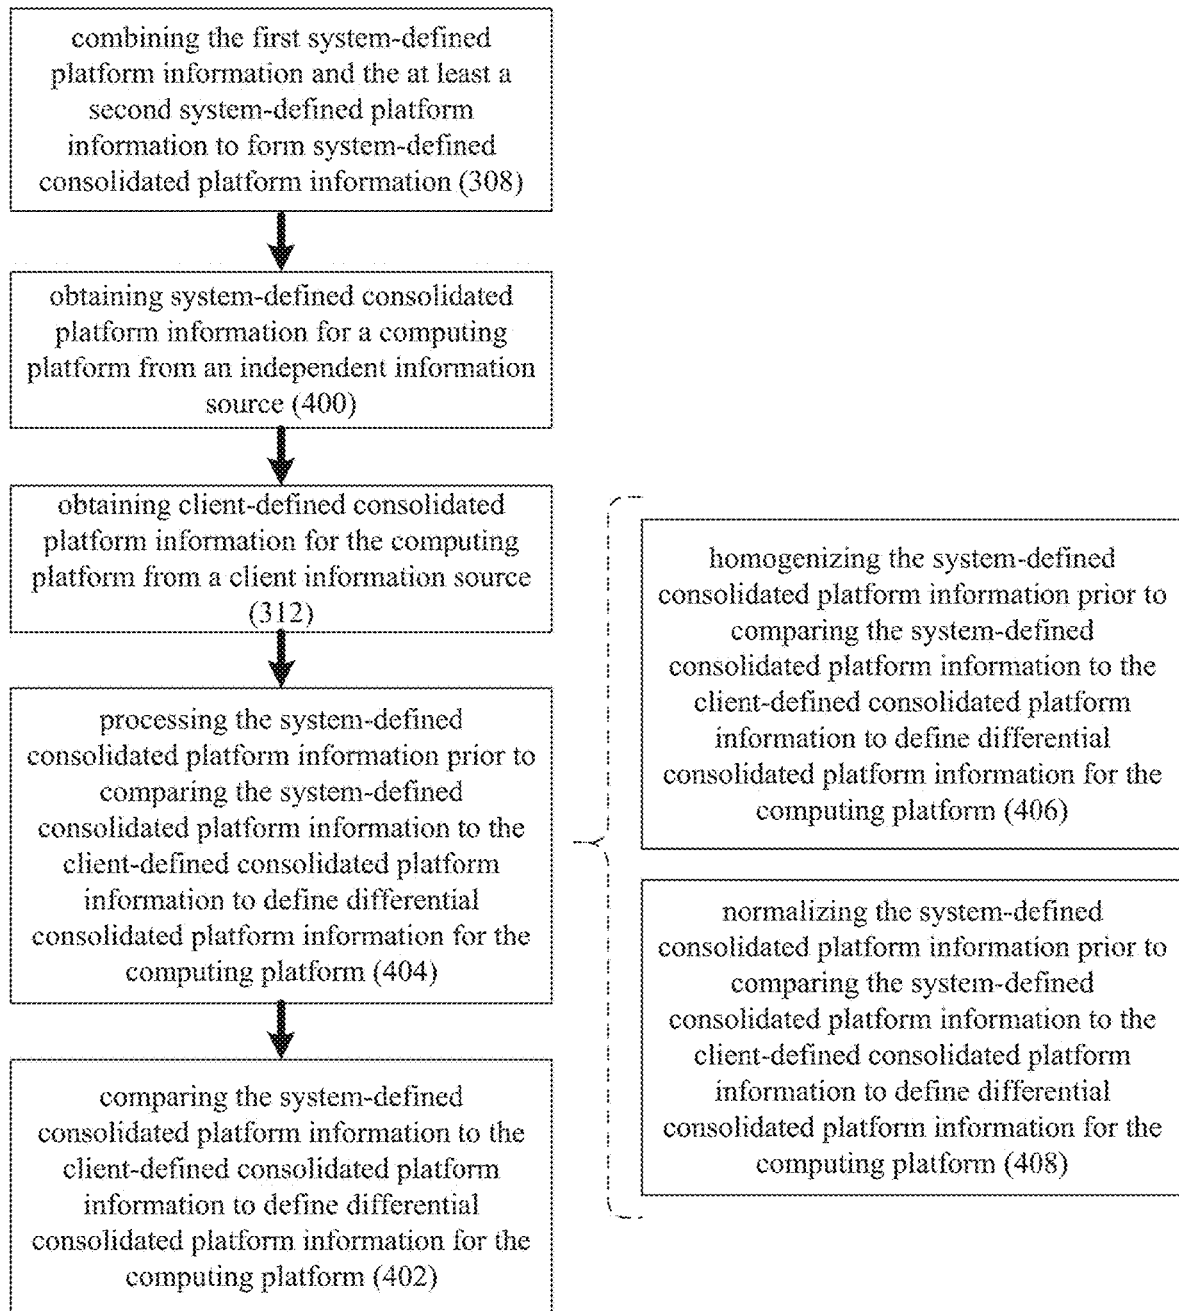 combining the first system-defined
platform information and the at least a
second system-defined platform
information to form system-defined
consolidated platform information (308)
obtaining system-defined consolidated
platform information for a computing
platform from an independent information
source (400)
obtaining client-defined consolidated
platform information for the computing
platform from a client information source
(312)
processing the system-defined
consolidated platform information prior to
comparing the system-defined
consolidated platform information to the
client-defined consolidated platform
information to define differential
consolidated platform information for the
computing platform (404)
comparing the system-defined
consolidated platform information to the
client-defined consolidated platform
information to define differential
consolidated platform information for the
computing platform (402)
homogenizing the system-defined
consolidated platform information prior to
comparing the system-defined
consolidated platform information to the
client-defined consolidated platform
information to define differential
consolidated platform information for the
computing platform (406)
normalizing the system-defined
consolidated platform information prior to
comparing the system-defined
consolidated platform information to the
client-defined consolidated platform
information to define differential
consolidated platform information for the
computing platform (408)